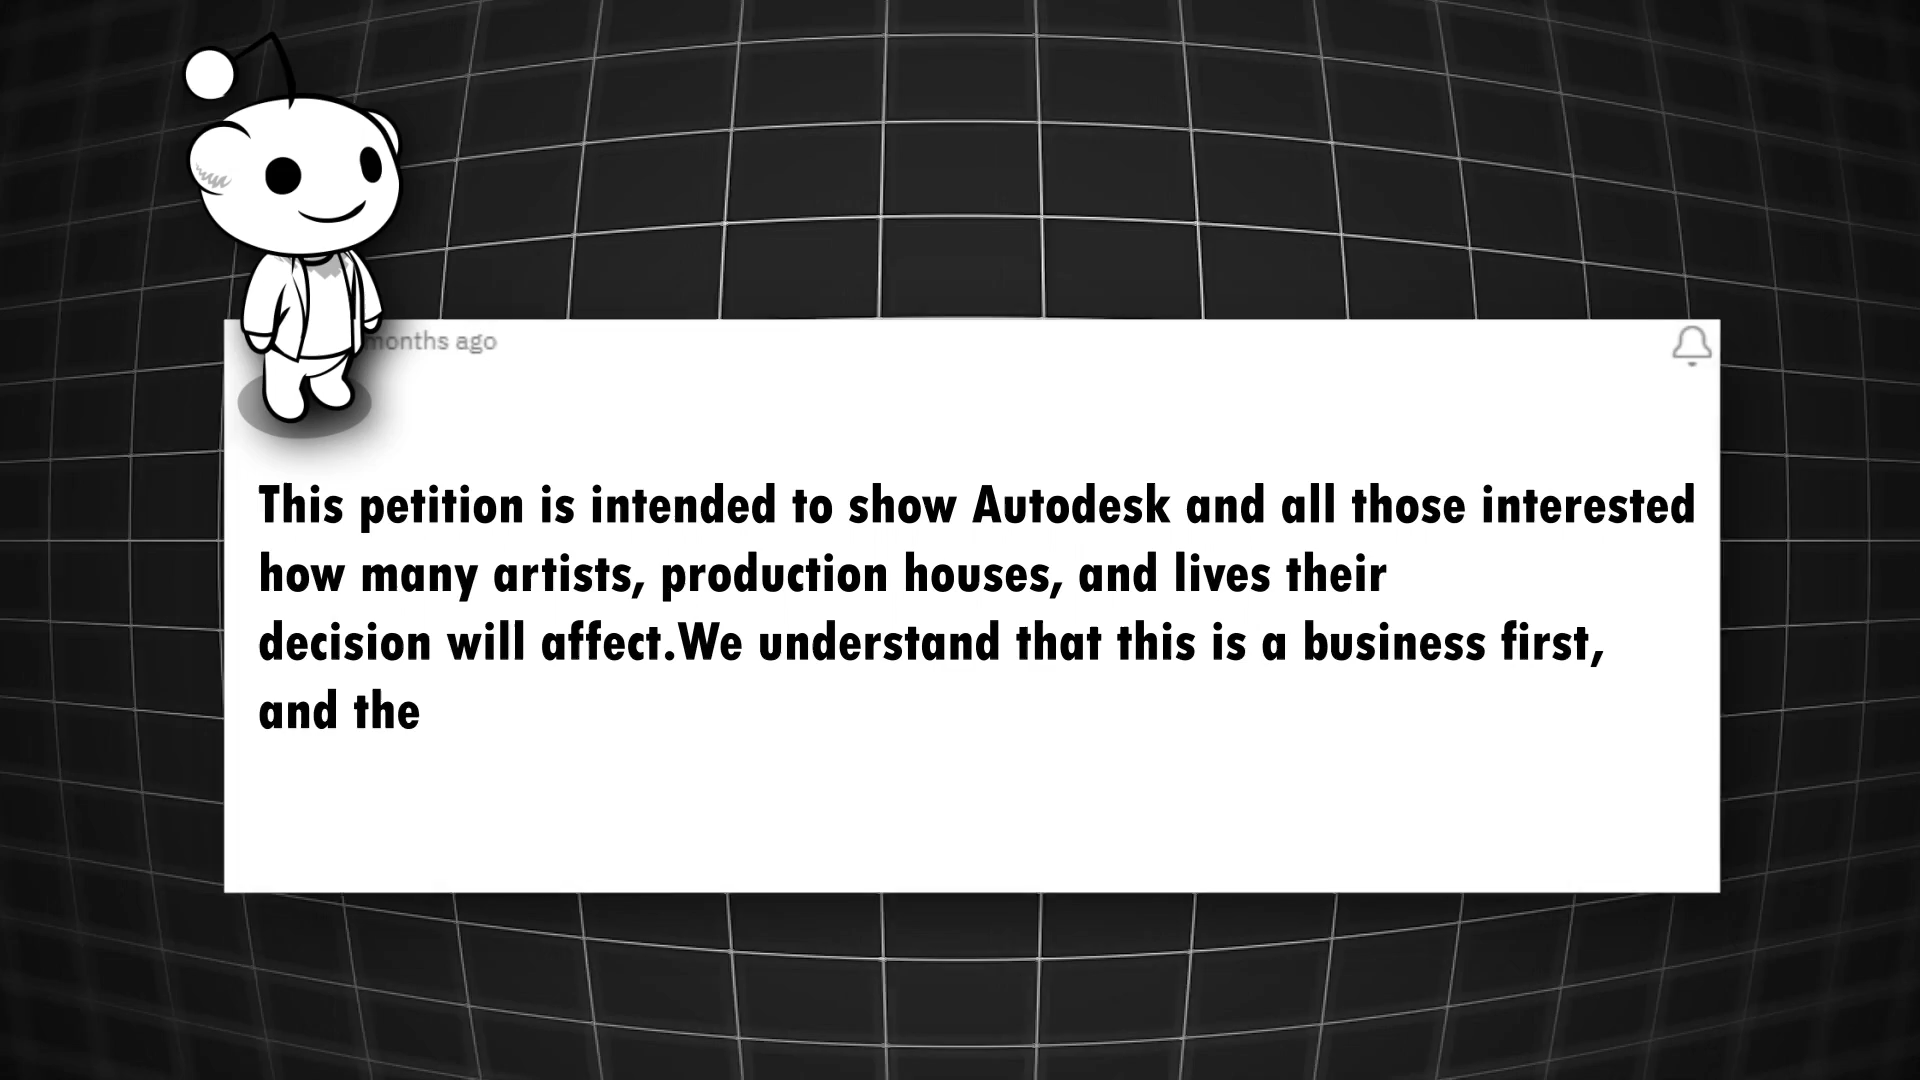 months ago
This petition is intended to show Autodesk and all those interested
how many artists, production houses, and lives their
decision will affect.We understand that this is a business first,
and the